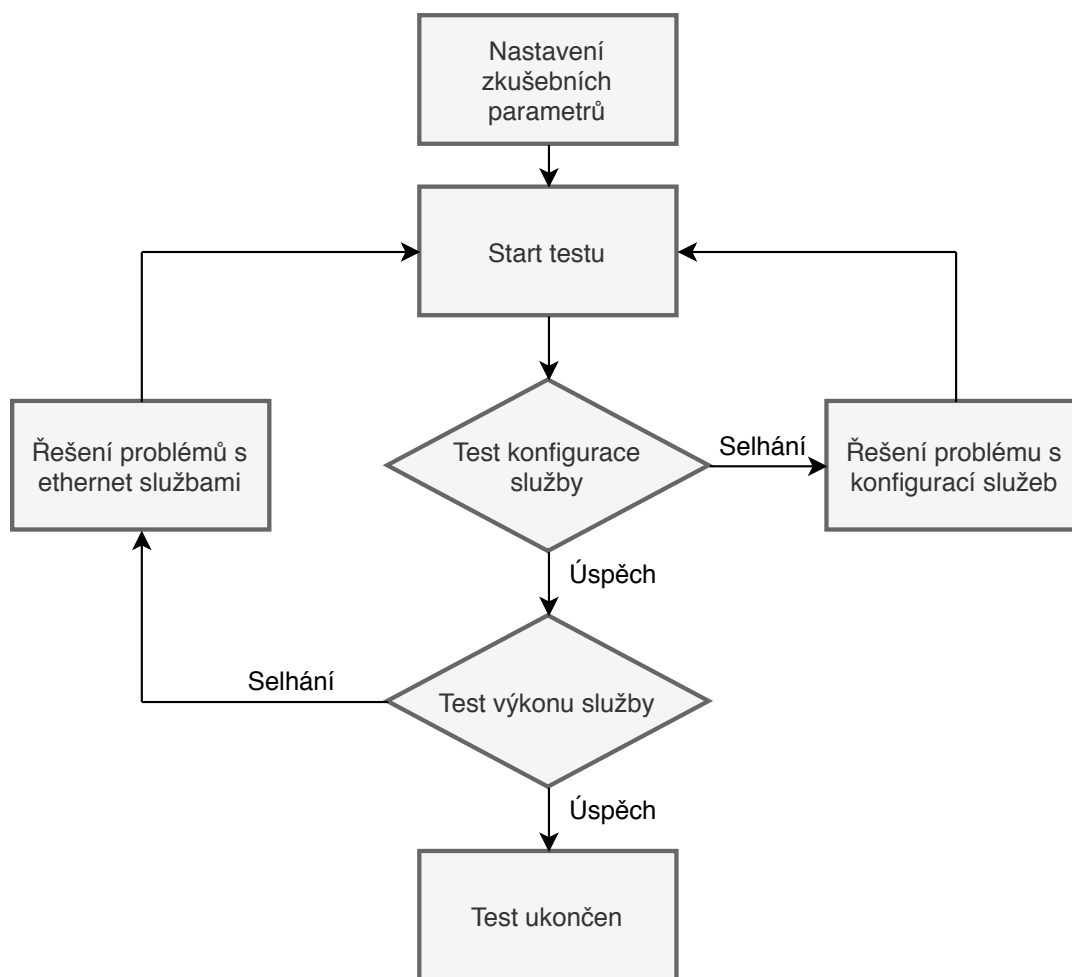 Nastavení
zkušebních
parametrů
Start testu
Řešení problémů s
ethernet službami
Test konfigurace
služby
Selhání
Řešení problému s
konfigurací služeb
Úspěch
Selhání
Test výkonu služby
Úspěch
Test ukončen